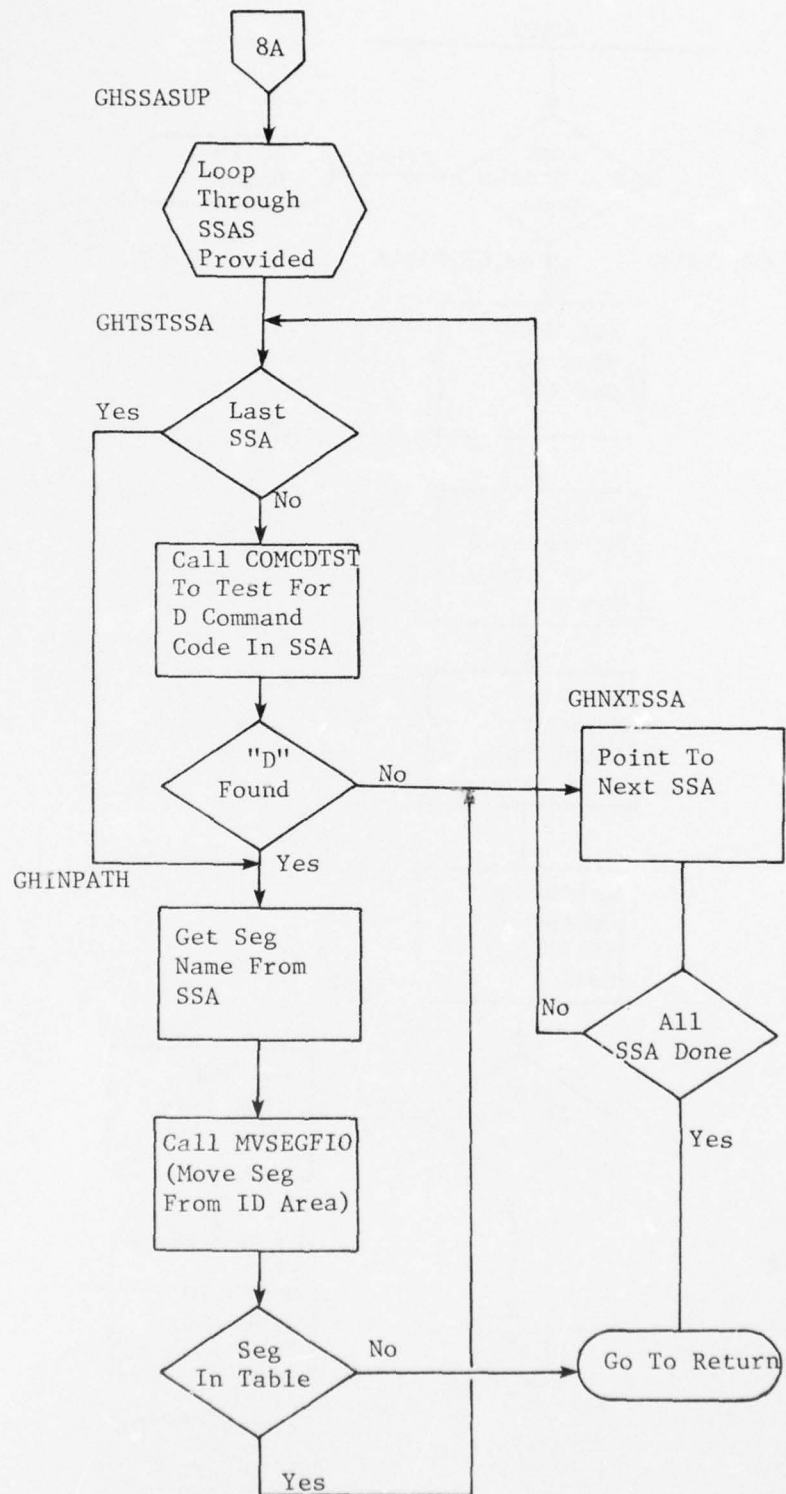 8A
GHSSASUP
Loop
Through
SSAS
Provided
GHTSTSSA
Yes
Last
SSA
No
Call COMCDTST
To Test For
D Command
Code In SSA
GHNXTSSA
"D"
Found
No
Point To
Next SSA
Yes
GHINPATH
Get Seg
Name From
SSA
No
All
SSA Done
Yes
Call MVSEGFIO
(Move Seg
From ID Area)
Seg
In Table
No
Go To Return
Yes